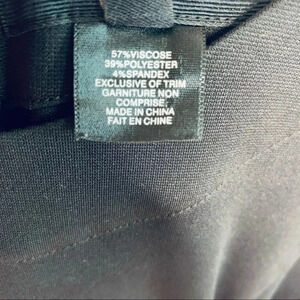 57%VISCOSE
39%POLYESTER
4%SPANDEX
EXCLUSIVE OF TRIM
GARNITURE NON
COMPRISE
MADE IN CHINA
FAIT EN CHINE